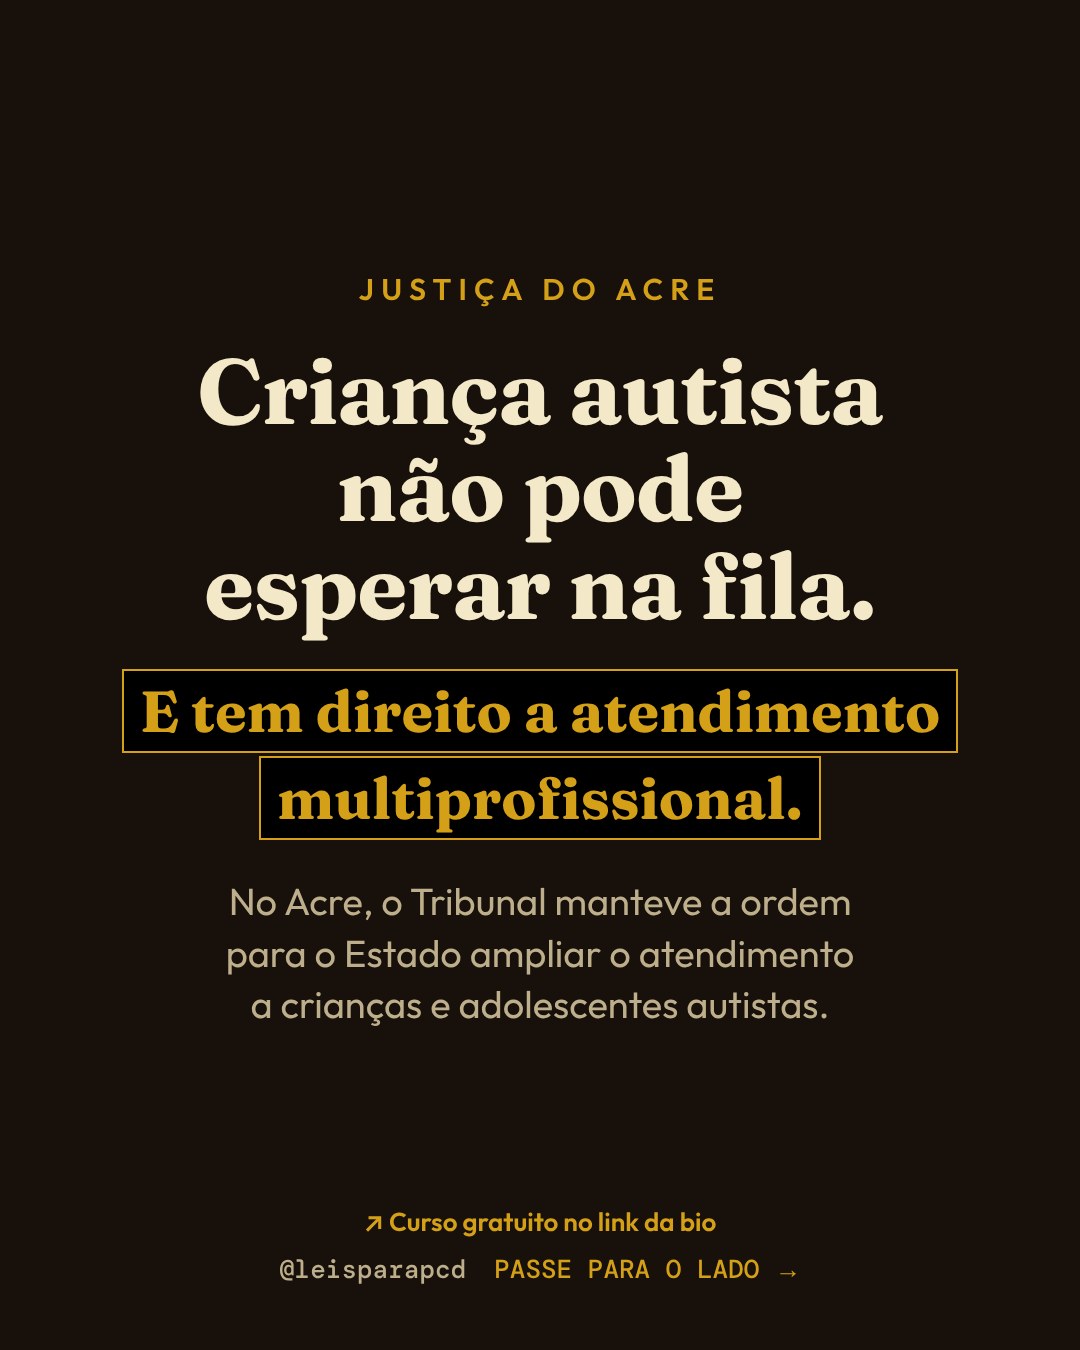 JUSTIÇA DO ACRE
Criança autista
não pode
esperar na fila.
E tem direito a atendimento
multiprofissional.
No Acre, o Tribunal manteve a ordem
para o Estado ampliar o atendimento
a crianças e adolescentes autistas.
↗ Curso gratuito no link da bio
@leisparapcd PASSE PARA O LADO →